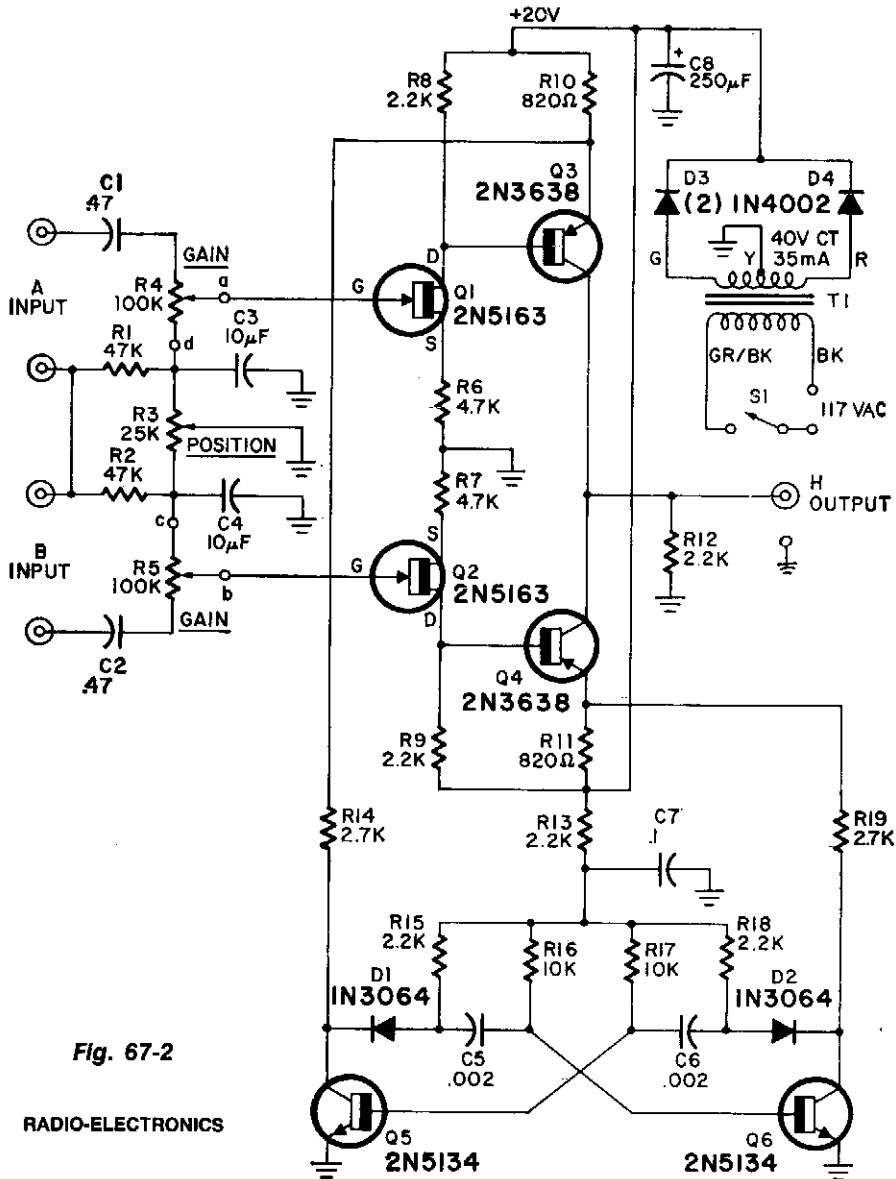 +20V
R8
2.2K
R10
820Ω
+
C8
250µF
C1
.47
Q3
2N3638
D3
D4
(2) 1N4002
40V CT
35mA
G
Y
R
T1
GR/BK
BK
S1
117 VAC
GAIN
a
R4
100K
A
INPUT
D
G
Q1
2N5163
S
R1
47K
d
C3
10µF
R3
25K
POSITION
R6
4.7K
R2
47K
R7
4.7K
H
OUTPUT
c
C4
10µF
R12
2.2K
B
INPUT
R5
100K
b
S
G
Q2
2N5163
D
GAIN
C2
.47
Q4
2N3638
R9
2.2K
R11
820Ω
R14
2.7K
R13
2.2K
C7
.1
R19
2.7K
R15
2.2K
R16
10K
R17
10K
R18
2.2K
D1
1N3064
D2
1N3064
C5
.002
C6
.002
Fig. 67-2
RADIO-ELECTRONICS
Q5
2N5134
Q6
2N5134